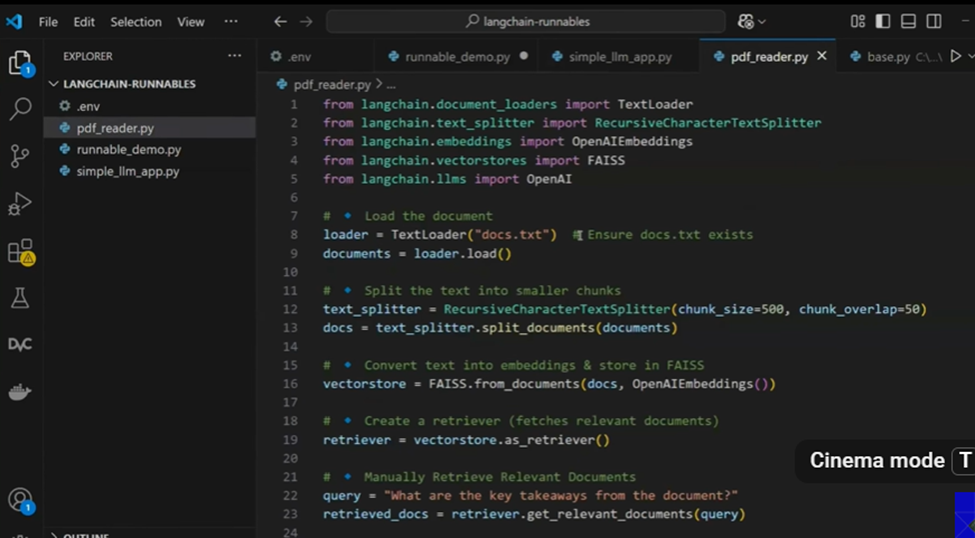 File Edit Selection View ... langchain-runnables
EXPLORER ...
LANGCHAIN-RUNNABLES
.env
pdf_reader.py
runnable_demo.py
simple_llm_app.py
DVC
1
1
.env runnable_demo.py simple_llm_app.py pdf_reader.py base.py C:\...\
pdf_reader.py > ...
1 from langchain.document_loaders import TextLoader
2 from langchain.text_splitter import RecursiveCharacterTextSplitter
3 from langchain.embeddings import OpenAIEmbeddings
4 from langchain.vectorstores import FAISS
5 from langchain.llms import OpenAI
6
7 # 🔹 Load the document
8 loader = TextLoader("docs.txt") # Ensure docs.txt exists
9 documents = loader.load()
10
11 # 🔹 Split the text into smaller chunks
12 text_splitter = RecursiveCharacterTextSplitter(chunk_size=500, chunk_overlap=50)
13 docs = text_splitter.split_documents(documents)
14
15 # 🔹 Convert text into embeddings & store in FAISS
16 vectorstore = FAISS.from_documents(docs, OpenAIEmbeddings())
17
18 # 🔹 Create a retriever (fetches relevant documents)
19 retriever = vectorstore.as_retriever()
20
21 # 🔹 Manually Retrieve Relevant Documents
22 query = "What are the key takeaways from the document?"
23 retrieved_docs = retriever.get_relevant_documents(query)
24
Cinema mode T